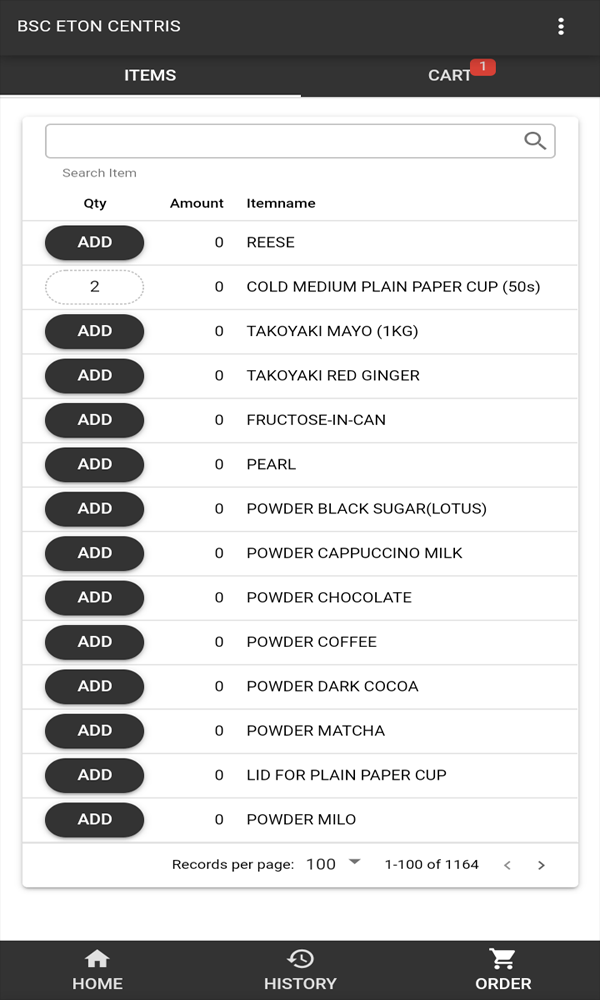 BSC ETON CENTRIS
ITEMS CART 1
Search Item
Qty Amount Itemname
ADD 0 REESE
2 0 COLD MEDIUM PLAIN PAPER CUP (50s)
ADD 0 TAKOYAKI MAYO (1KG)
ADD 0 TAKOYAKI RED GINGER
ADD 0 FRUCTOSE-IN-CAN
ADD 0 PEARL
ADD 0 POWDER BLACK SUGAR(LOTUS)
ADD 0 POWDER CAPPUCCINO MILK
ADD 0 POWDER CHOCOLATE
ADD 0 POWDER COFFEE
ADD 0 POWDER DARK COCOA
ADD 0 POWDER MATCHA
ADD 0 LID FOR PLAIN PAPER CUP
ADD 0 POWDER MILO
Records per page: 100 1-100 of 1164
HOME HISTORY ORDER